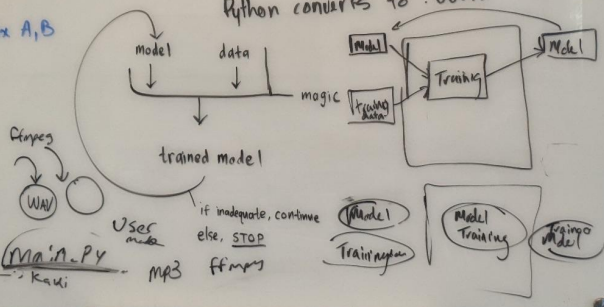 Python converts to
A,B
model data
magic
trained model
if inadequate, continue
else, STOP
Model
Training
training
data
Model
ffmpeg
WAV
User
main.py
mp3 ffmpeg
Model
Model
Training
Model